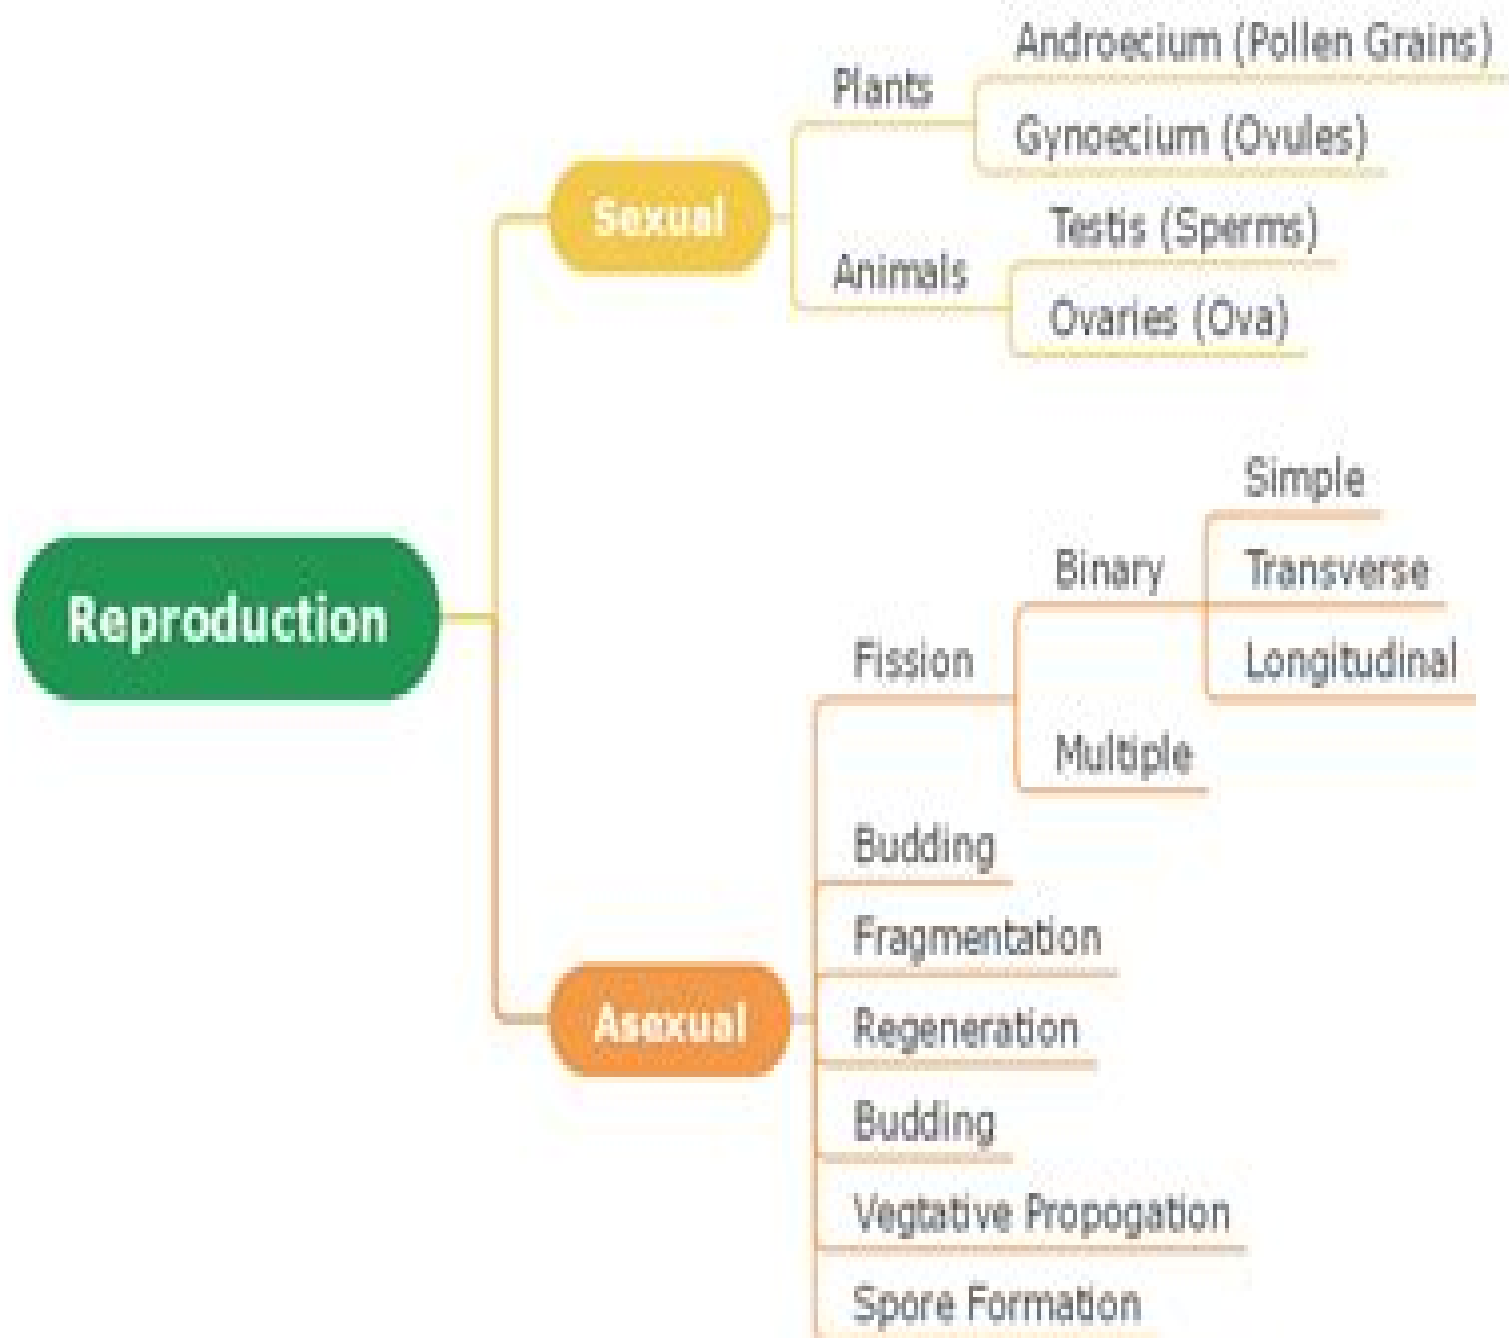 Androecium (Pollen Grains)
Plants
Gynoecium (Ovules)
Sexual
Testis (Sperms)
Animals
Ovaries (Ova)
Simple
Binary
Transverse
Reproduction
Fission
Longitudinal
Multiple
Budding
Fragmentation
Asexual
Regeneration
Budding
Vegtative Propogation
Spore Formation